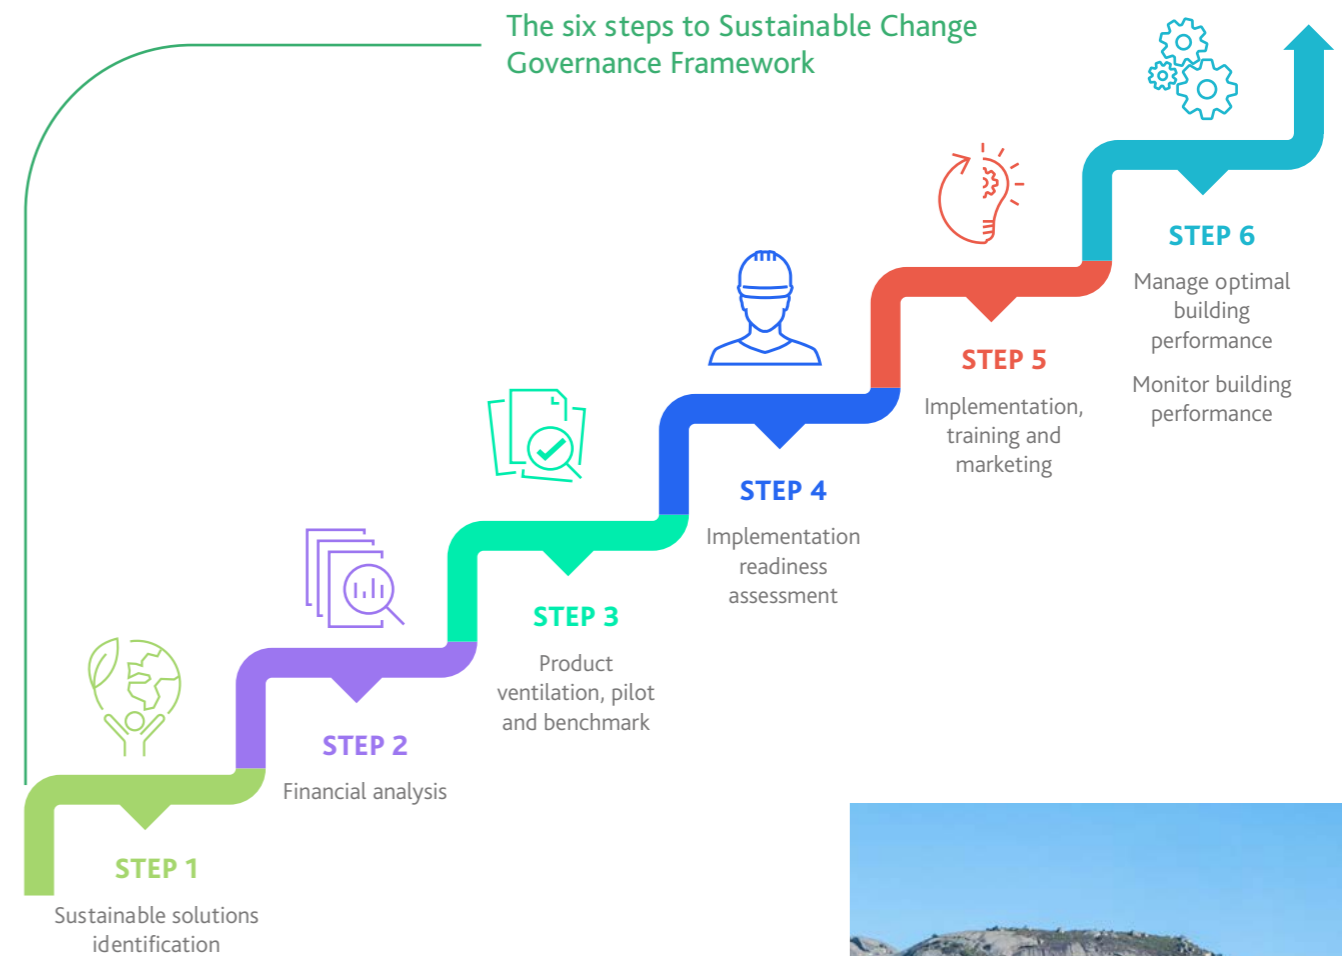 The six steps to Sustainable Change
Governance Framework
STEP 1
Sustainable solutions
identification
STEP 2
Financial analysis
STEP 3
Product
ventilation, pilot
and benchmark
STEP 4
Implementation
readiness
assessment
STEP 5
Implementation,
training and
marketing
STEP 6
Manage optimal
building
performance
Monitor building
performance